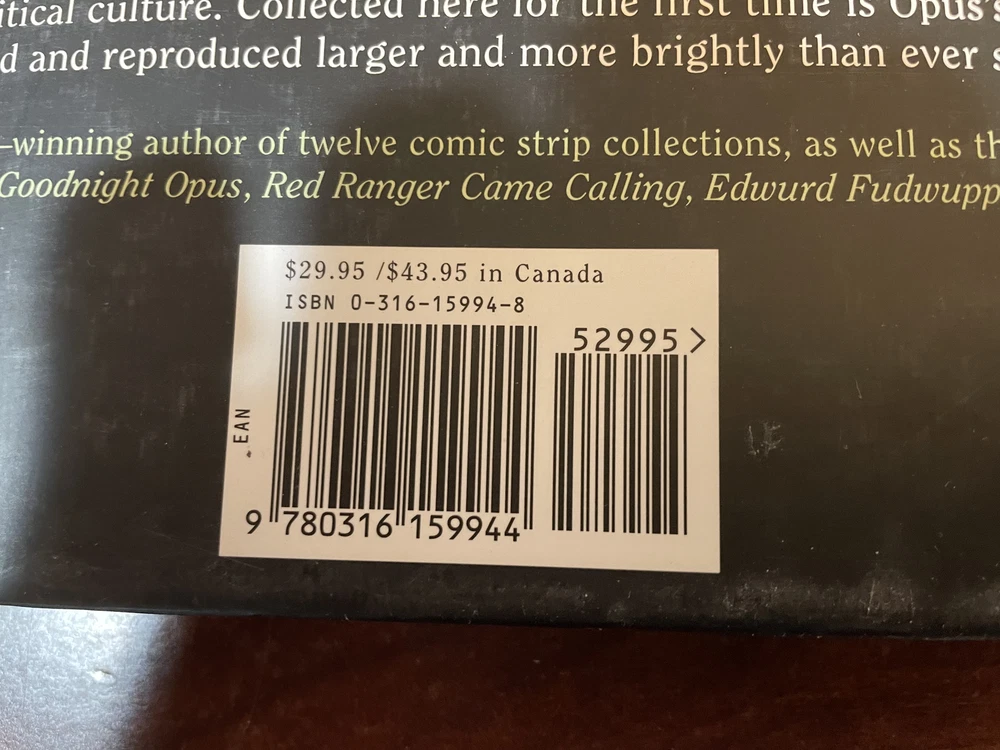 itical culture. Collected here for the first time is Opus's
d and reproduced larger and more brightly than ever s
–winning author of twelve comic strip collections, as well as th
Goodnight Opus, Red Ranger Came Calling, Edwurd Fudwupp
$29.95 /$43.95 in Canada
ISBN 0-316-15994-8
52995>
EAN
9 780316 159944